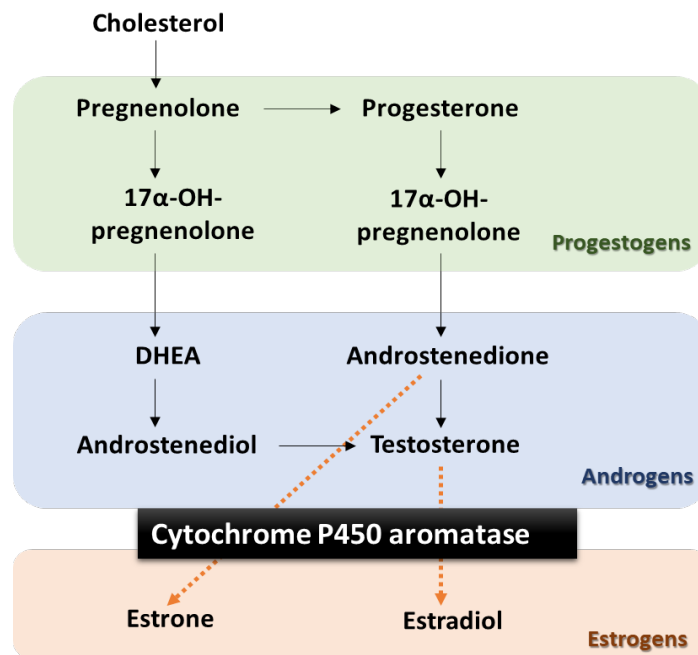 Cholesterol
Pregnenolone
Progesterone
17α-OH-
pregnenolone
17α-OH-
pregnenolone
Progestogens
DHEA
Androstenedione
Androstenediol
Testosterone
Androgens
Cytochrome P450 aromatase
Estrone
Estradiol
Estrogens